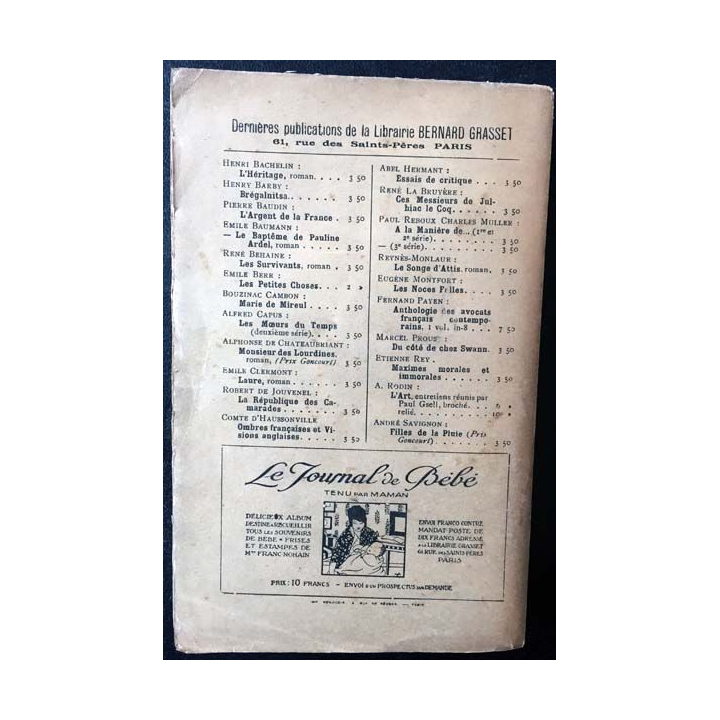 Dernières publications de la Librairie BERNARD GRASSET
61, rue des Saints-Pères PARIS
HENRI BACHELIN :
L'Héritage, roman. . . . 3 50
HENRY BARBY :
Brégalnitsa. . . . . . 3 50
PIERRE BAUDIN :
L'Argent de la France . 3 50
EMILE BAUMANN :
— Le Baptême de Pauline
Ardel, roman . . . . . 3 50
RENÉ BEHAINE :
Les Survivants, roman . 3 50
EMILE BERR :
Les Petites Choses. . . 2 »
BOUZINAC CAMBON :
Marie de Mireul . . . . 3 50
ALFRED CAPUS :
Les Mœurs du Temps
(deuxième série). . . . 3 50
ALPHONSE DE CHATEAUBRIANT :
Monsieur des Lourdines,
roman, (Prix Goncourt) 3 50
EMILE CLERMONT :
Laure, roman . . . . . 3 50
ROBERT DE JOUVENEL :
La République des Ca-
marades. . . . . . . 3 50
COMTE D'HAUSSONVILLE
Ombres françaises et Vi-
sions anglaises. . . . . 3 50
ABEL HERMANT :
Essais de critique . . . 3 50
RENÉ LA BRUYÈRE :
Ces Messieurs de Jul-
hiac le Coq. . . . . . 3 50
PAUL REBOUX CHARLES MULLER :
A la Manière de... (1re et
2e série). . . . . . . 3 50
— (3e série). . . . . . 3 50
REYNÈS-MONLAUR :
Le Songe d'Attis, roman. 3 50
EUGÈNE MONTFORT :
Les Noces Folles. . . . 3 50
FERNAND PAYEN :
Anthologie des avocats
français contempo-
rains, 1 vol. in-8. . . 7 50
MARCEL PROUST :
Du côté de chez Swann. 3 50
ETIENNE REY .
Maximes morales et
immorales . . . . . . 3 50
A. RODIN :
L'Art, entretiens réunis par
Paul Gsell, broché. . . 6 »
relié. . . . . . . . 10 »
ANDRÉ SAVIGNON :
Filles de la Pluie (Prix
Goncourt). . . . . . 3 50
Le Journal de Bébé
TENU PAR MAMAN
DÉLICIEUX ALBUM
DESTINE A RECUEILLIR
TOUS LES SOUVENIRS
DE BEBE • FRISES
ET ESTAMPES DE
Mme FRANC NOHAIN
ENVOI FRANCO CONTRE
MANDAT-POSTE DE
DIX FRANCS ADRESSE
A LA LIBRAIRIE GRASSET
61 RUE DES SAINTS-PÈRES
PARIS
PRIX : 10 FRANCS – ENVOI D'UN PROSPECTUS SUR DEMANDE